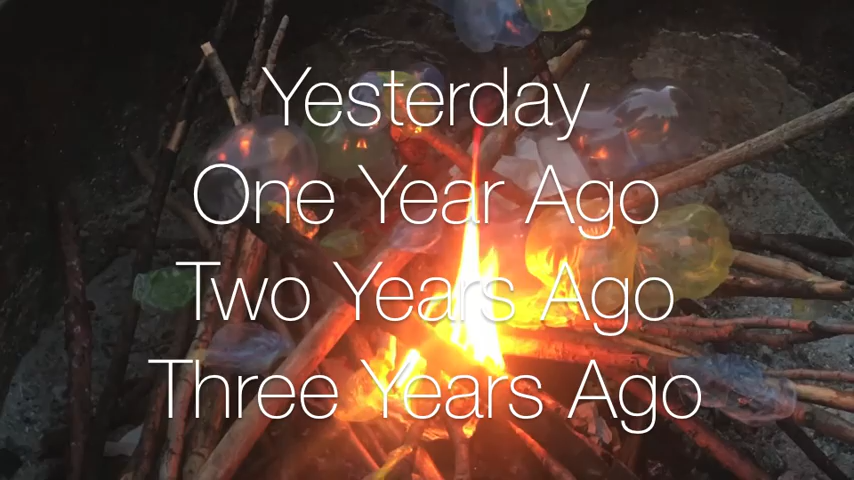 Yesterday
One Year Ago
Two Years Ago
Three Years Ago